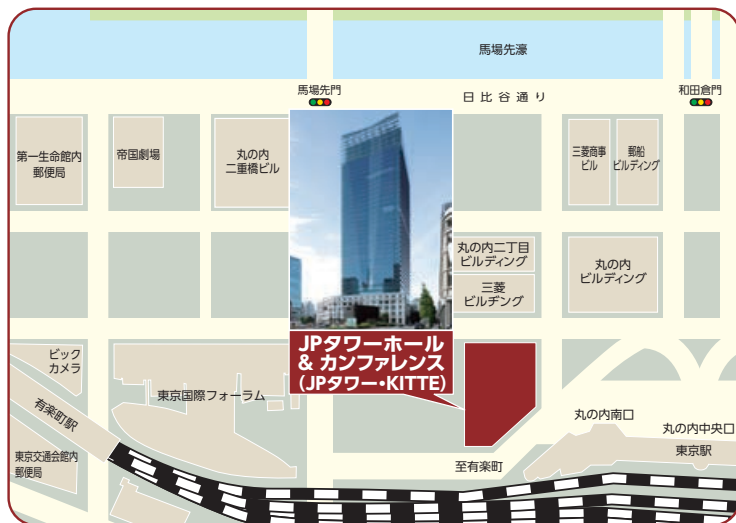 馬場先濠
馬場先門
日比谷通り
和田倉門
第一生命館内
郵便局
帝国劇場
丸の内
二重橋ビル
三菱商事
ビル
郵船
ビルディング
丸の内二丁目
ビルディング
三菱
ビルヂング
丸の内
ビルディング
JPタワーホール
& カンファレンス
(JPタワー・KITTE)
ビック
カメラ
東京国際フォーラム
有楽町駅
丸の内南口
丸の内中央口
東京駅
東京交通会館内
郵便局
至有楽町